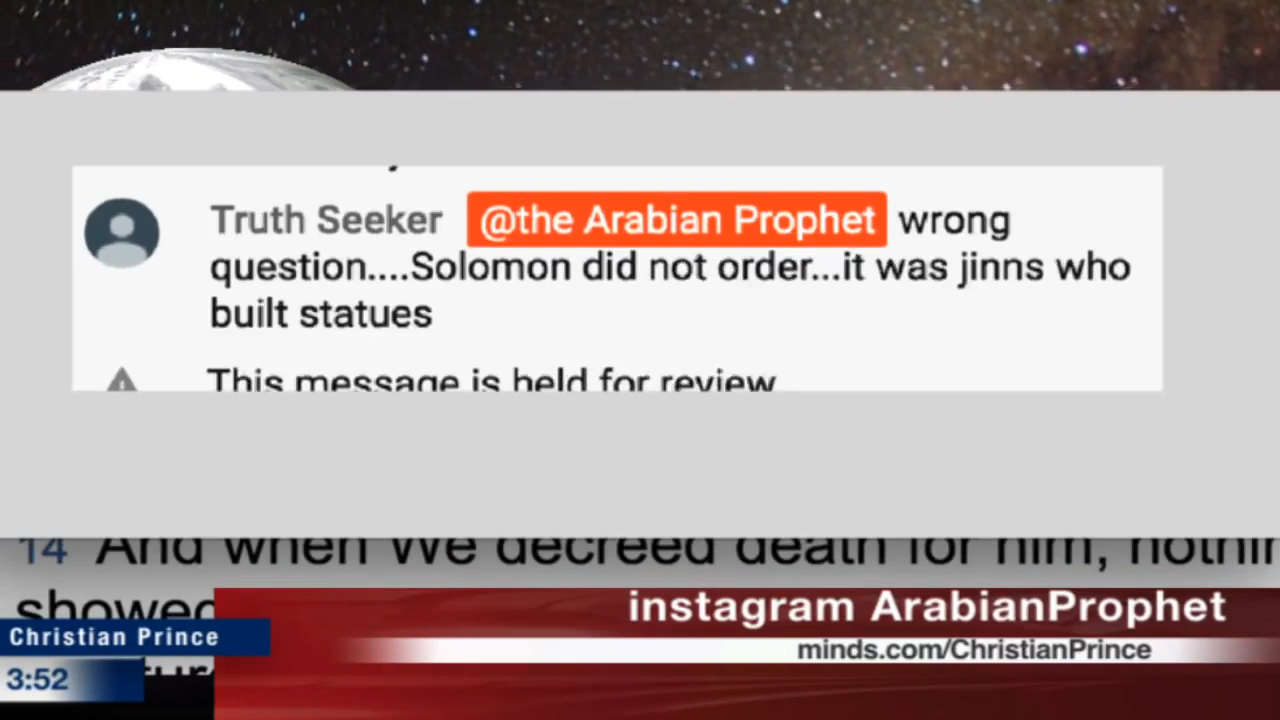 Truth Seeker @the Arabian Prophet wrong
question....Solomon did not order...it was jinns who
built statues
This message is held for review
14 And when We decreed death for him,
showed
instagram ArabianProphet
Christian Prince
minds.com/ChristianPrince
3:52